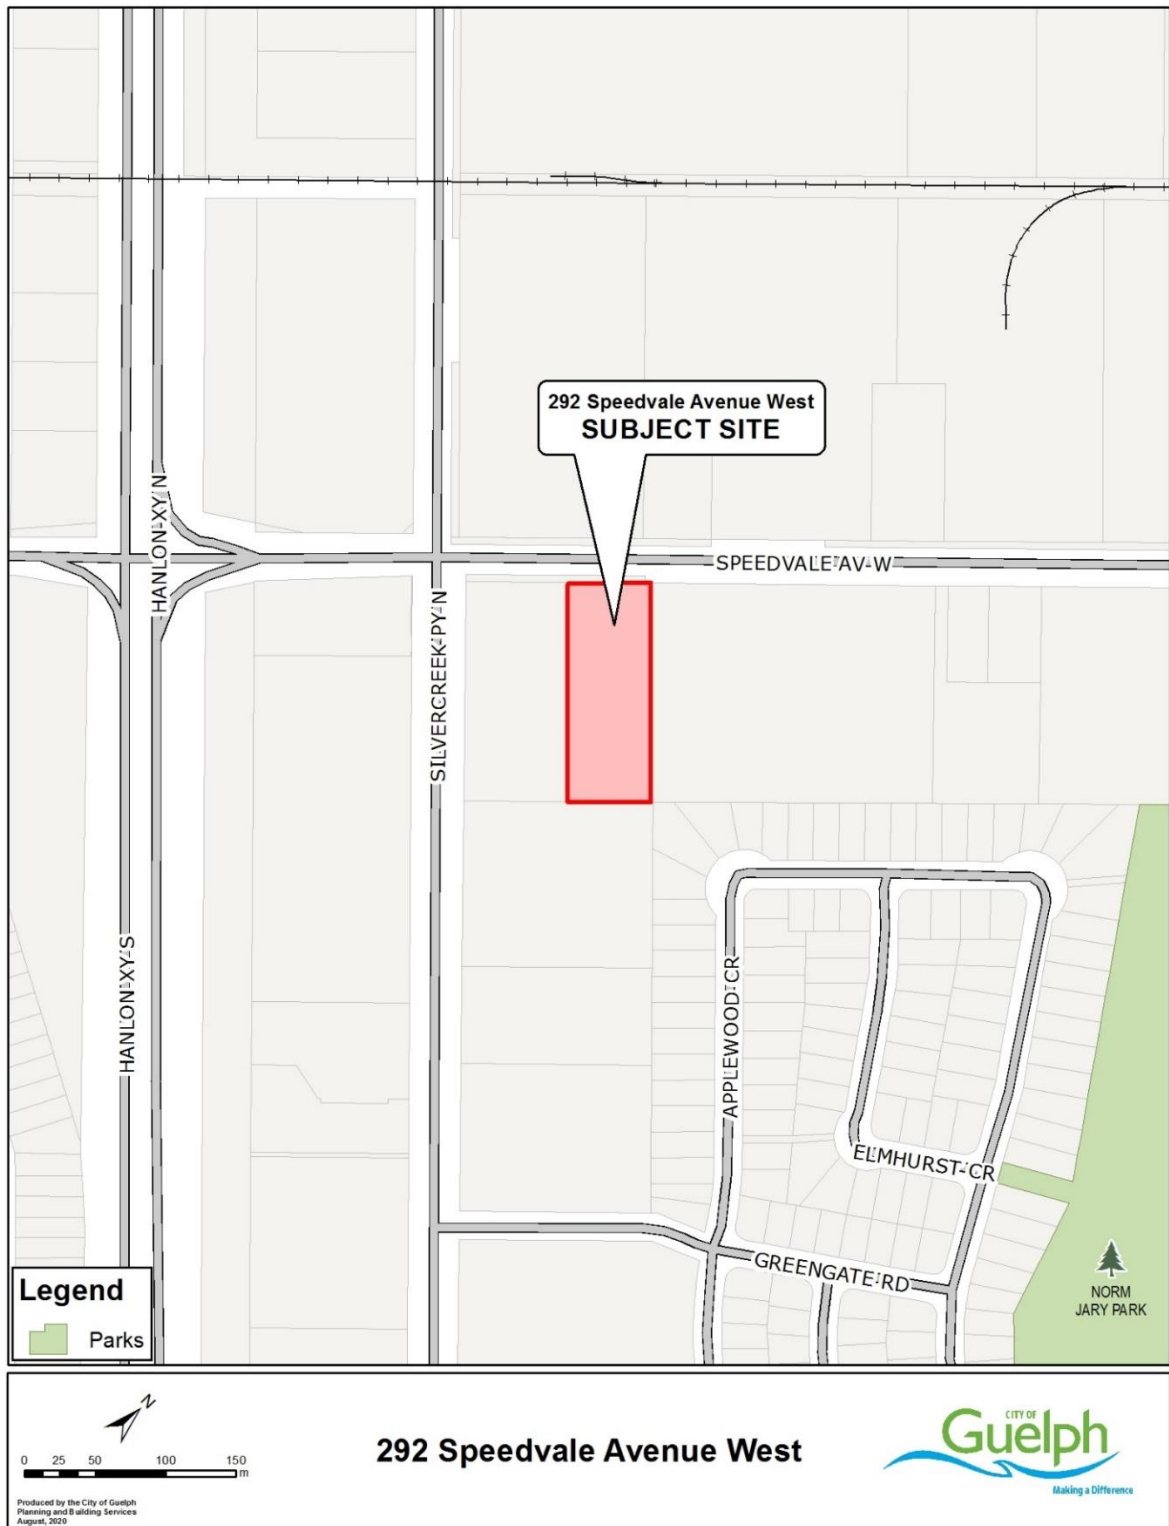 292 Speedvale Avenue West
SUBJECT SITE
HANLON XY N
SPEEDVALE AV W
SILVERCREEK PY N
HANLON XY S
APPLEWOOD CR
ELMHURST CR
GREENGATE RD
NORM
JARY PARK
Legend
Parks
N
0 25 50 100 150
m
Produced by the City of Guelph
Planning and Building Services
August, 2020
292 Speedvale Avenue West
CITY OF
Guelph
Making a Difference